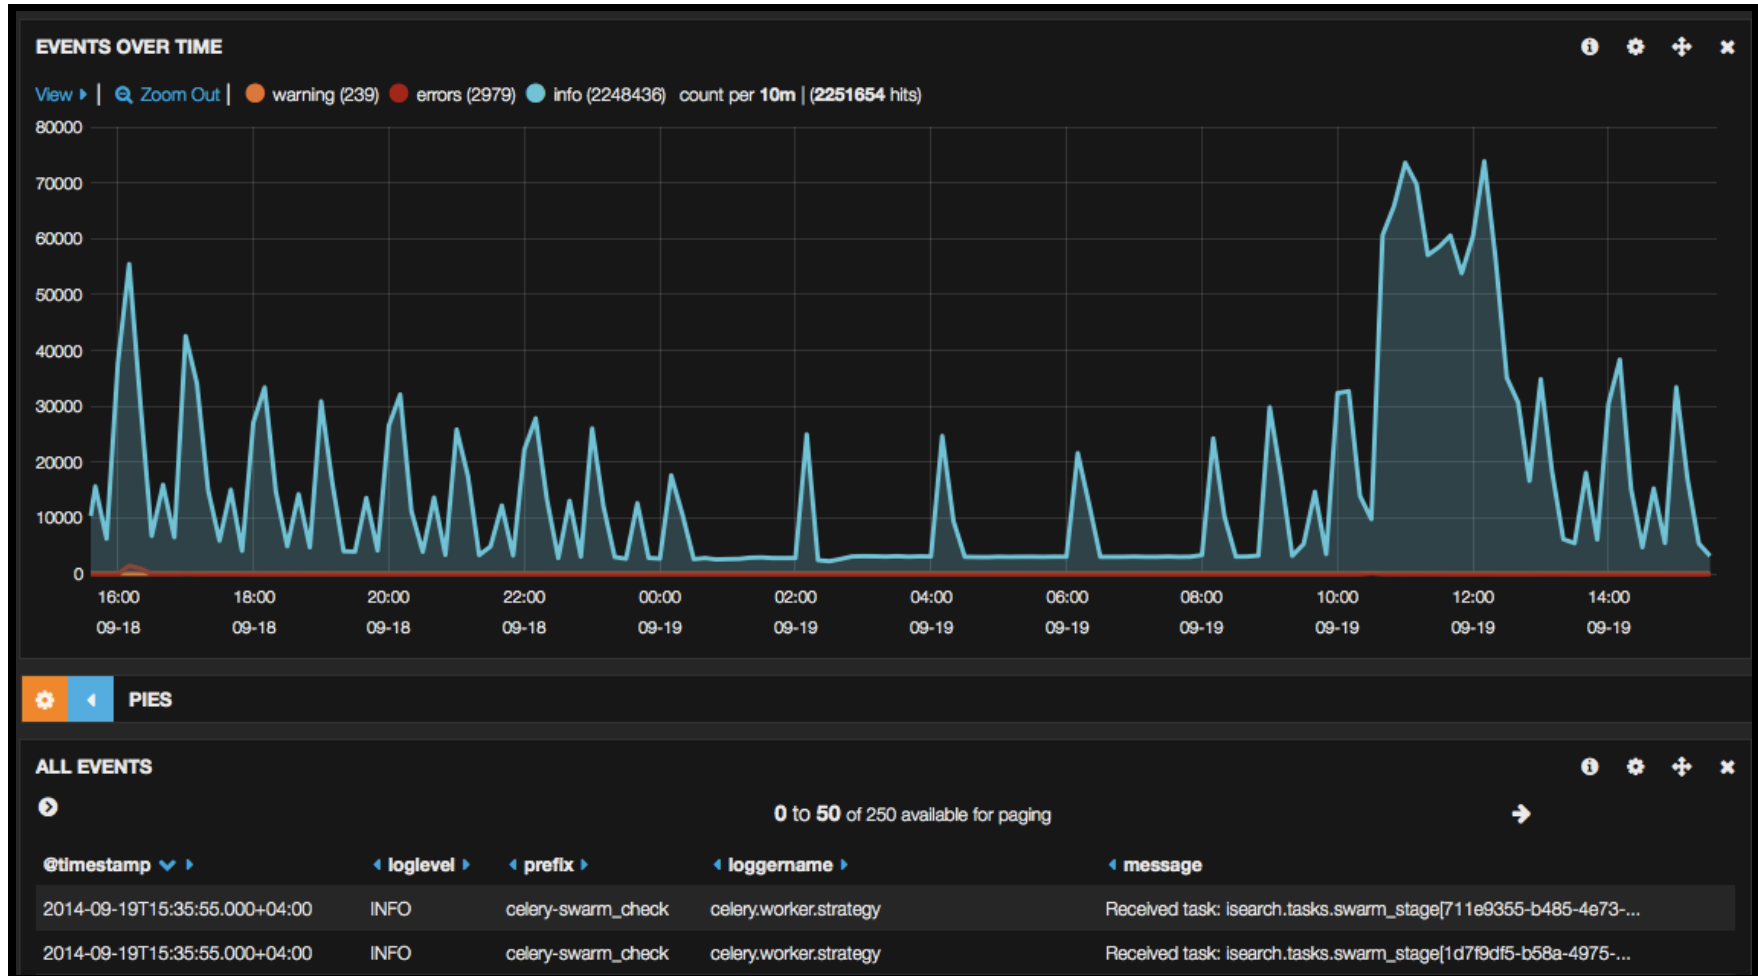 EVENTS OVER TIME
View | Zoom Out | warning (239) errors (2979) info (2248436) count per 10m | (2251654 hits)
80000
70000
60000
50000
40000
30000
20000
10000
0
16:00 18:00 20:00 22:00 00:00 02:00 04:00 06:00 08:00 10:00 12:00 14:00
09-18 09-18 09-18 09-18 09-19 09-19 09-19 09-19 09-19 09-19 09-19 09-19
PIES
ALL EVENTS
0 to 50 of 250 available for paging
@timestamp loglevel prefix loggername message
2014-09-19T15:35:55.000+04:00 INFO celery-swarm_check celery.worker.strategy Received task: isearch.tasks.swarm_stage[711e9355-b485-4e73-...
2014-09-19T15:35:55.000+04:00 INFO celery-swarm_check celery.worker.strategy Received task: isearch.tasks.swarm_stage[1d7f9df5-b58a-4975-...